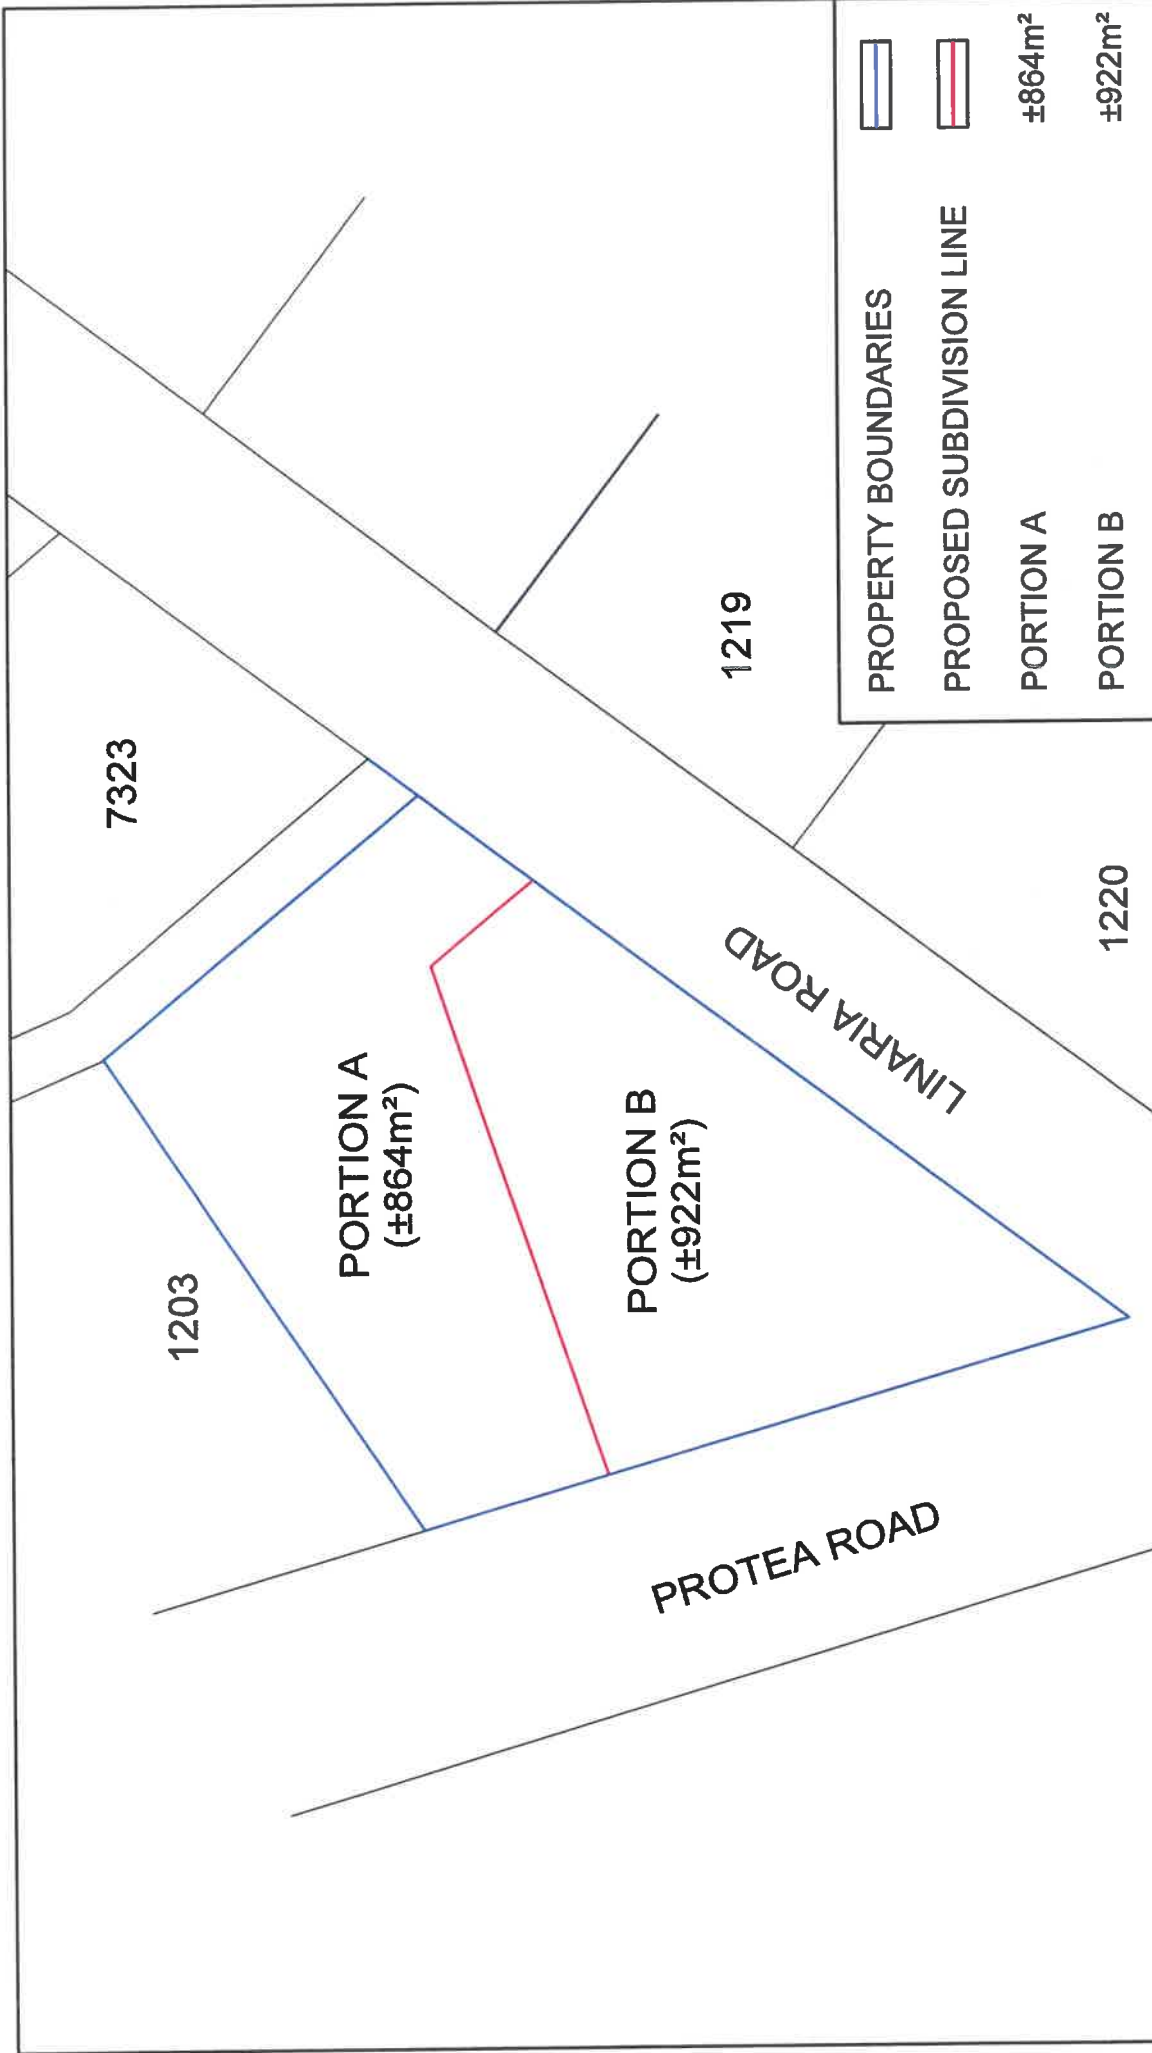 7323
1203
PORTION A
(±864m²)
PORTION B
(±922m²)
1219
1220
LINARIA ROAD
PROTEA ROAD
PROPERTY BOUNDARIES
PROPOSED SUBDIVISION LINE
PORTION A ±864m²
PORTION B ±922m²